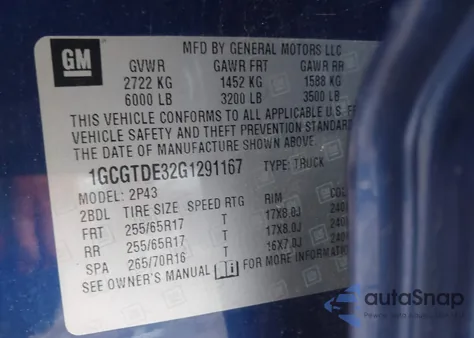 GM
MFD BY GENERAL MOTORS LLC
GVWR GAWR FRT GAWR RR
2722 KG 1452 KG 1588 KG
6000 LB 3200 LB 3500 LB
THIS VEHICLE CONFORMS TO ALL APPLICABLE U.S.
VEHICLE SAFETY AND THEFT PREVENTION STANDARD
THE DATE OF MANUFACTURE SHOWN ABOVE.
1GCGTDE32G1291167 TYPE: TRUCK
MODEL: 2P43
2BDL TIRE SIZE SPEED RTG RIM
FRT 255/65R17 T 17X8.0J
RR 255/65R17 T 17X8.0J
SPA 265/70R16 T 16X7.0J
SEE OWNER'S MANUAL FOR MORE INFORMATION
autoSnap